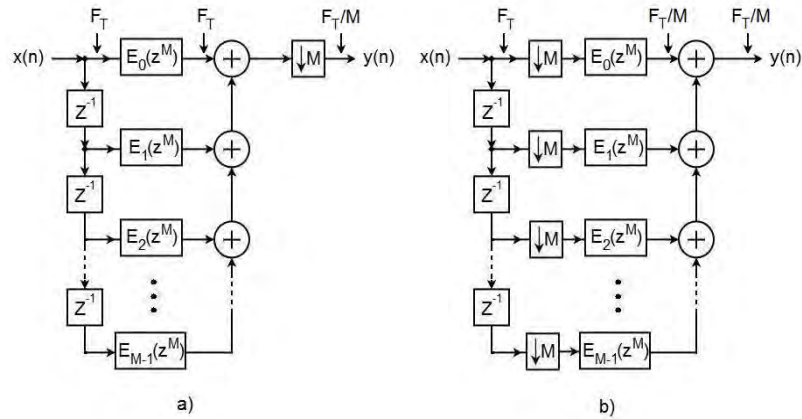 F_T F_T F_T/M
x(n) E_0(z^M) + ↓M y(n)
Z^-1
E_1(z^M) +
Z^-1
E_2(z^M) +
Z^-1
E_M-1(z^M)
a)
F_T F_T/M F_T/M
x(n) ↓M E_0(z^M) + y(n)
Z^-1
↓M E_1(z^M) +
Z^-1
↓M E_2(z^M) +
Z^-1
↓M E_M-1(z^M)
b)